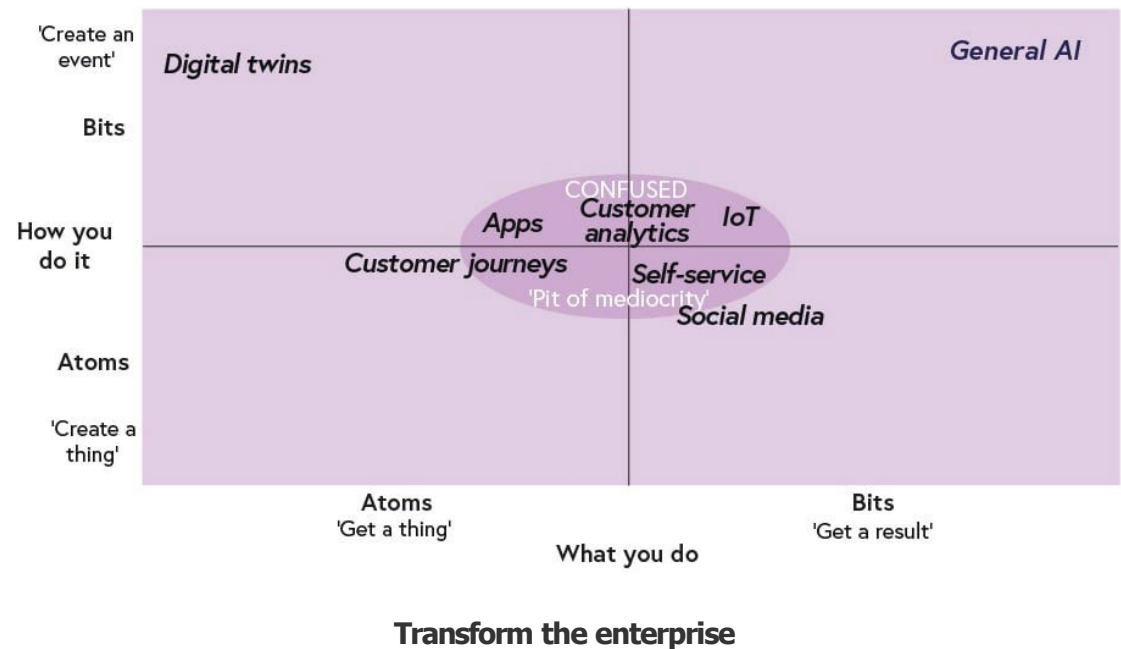 'Create an
event'
Digital twins
General AI
Bits
CONFUSED
Customer
analytics
Apps
IoT
How you
do it
Customer journeys
Self-service
'Pit of mediocrity'
Social media
Atoms
'Create a
thing'
Atoms
'Get a thing'
Bits
'Get a result'
What you do
Transform the enterprise